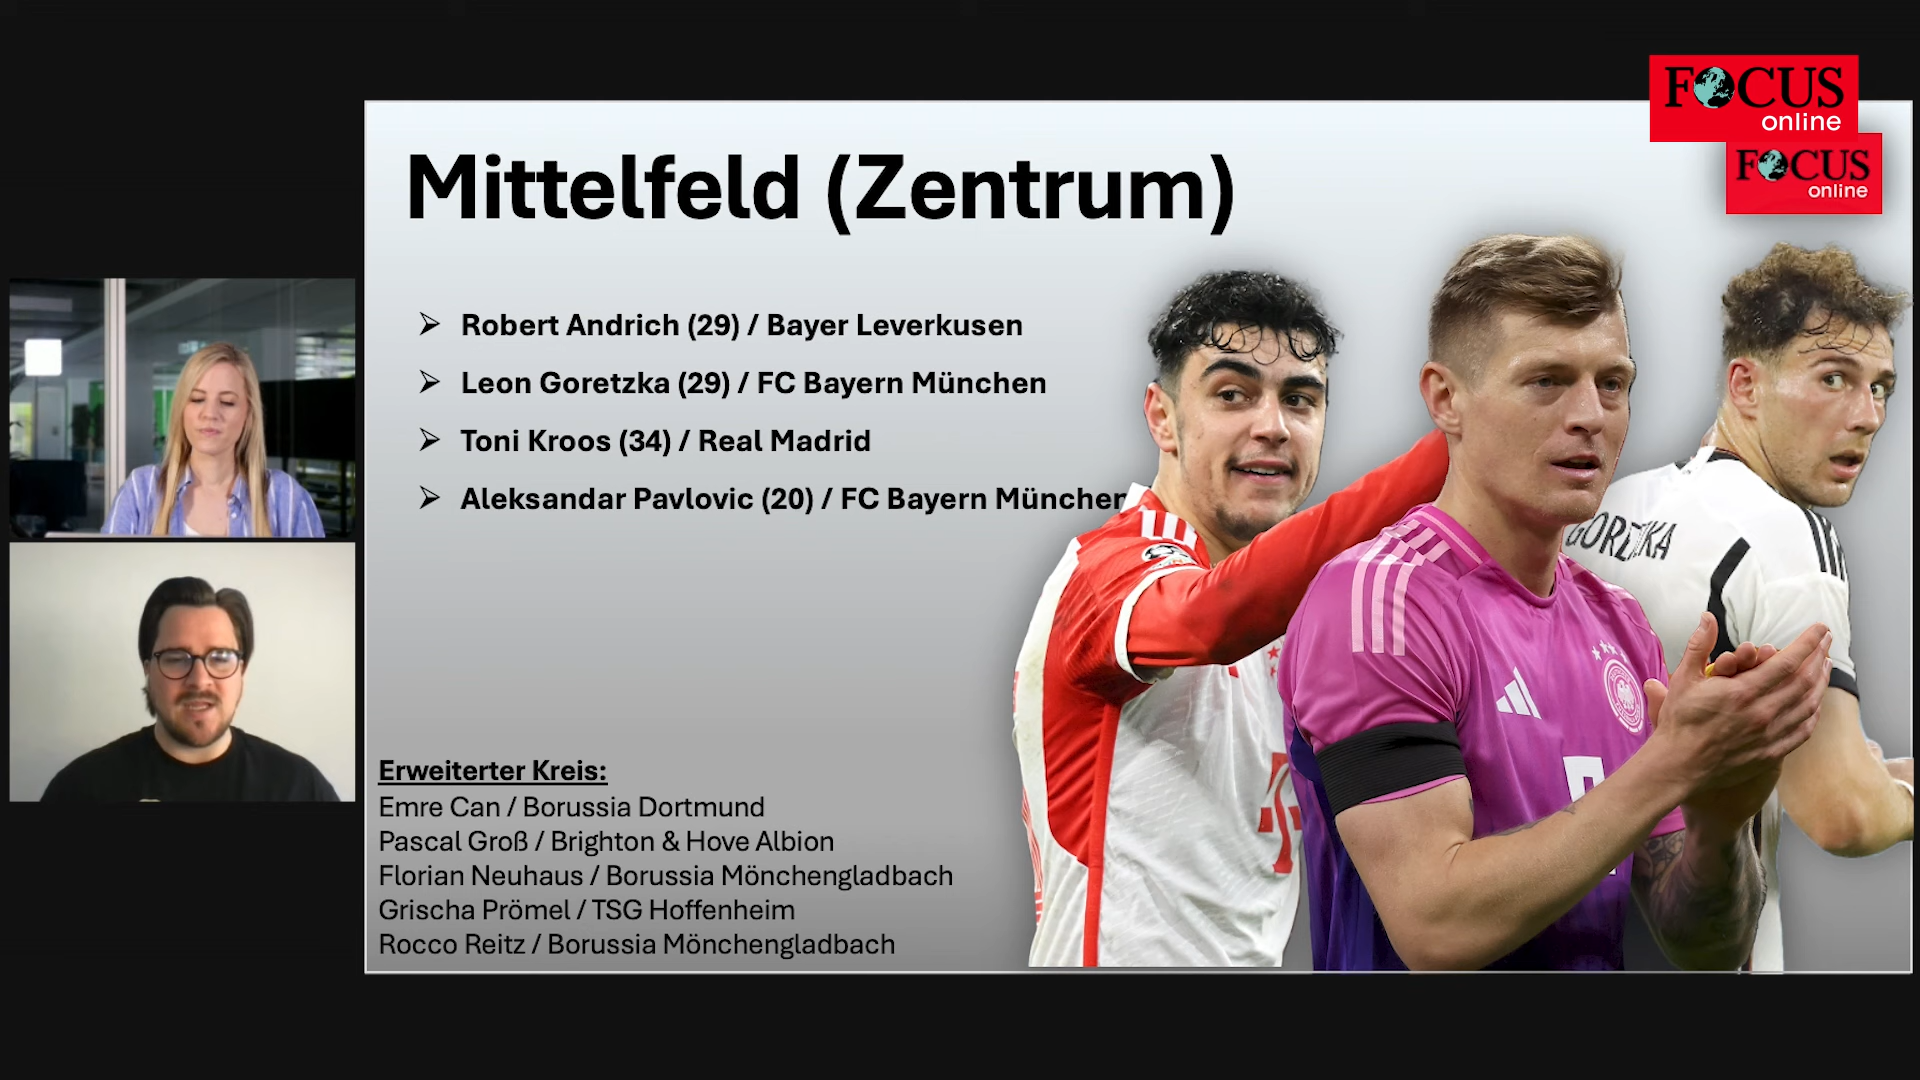 FOCUS
online
FOCUS
online
Mittelfeld (Zentrum)
Robert Andrich (29) / Bayer Leverkusen
Leon Goretzka (29) / FC Bayern München
Toni Kroos (34) / Real Madrid
Aleksandar Pavlovic (20) / FC Bayern München
Erweiterter Kreis:
Emre Can / Borussia Dortmund
Pascal Groß / Brighton & Hove Albion
Florian Neuhaus / Borussia Mönchengladbach
Grischa Prömel / TSG Hoffenheim
Rocco Reitz / Borussia Mönchengladbach